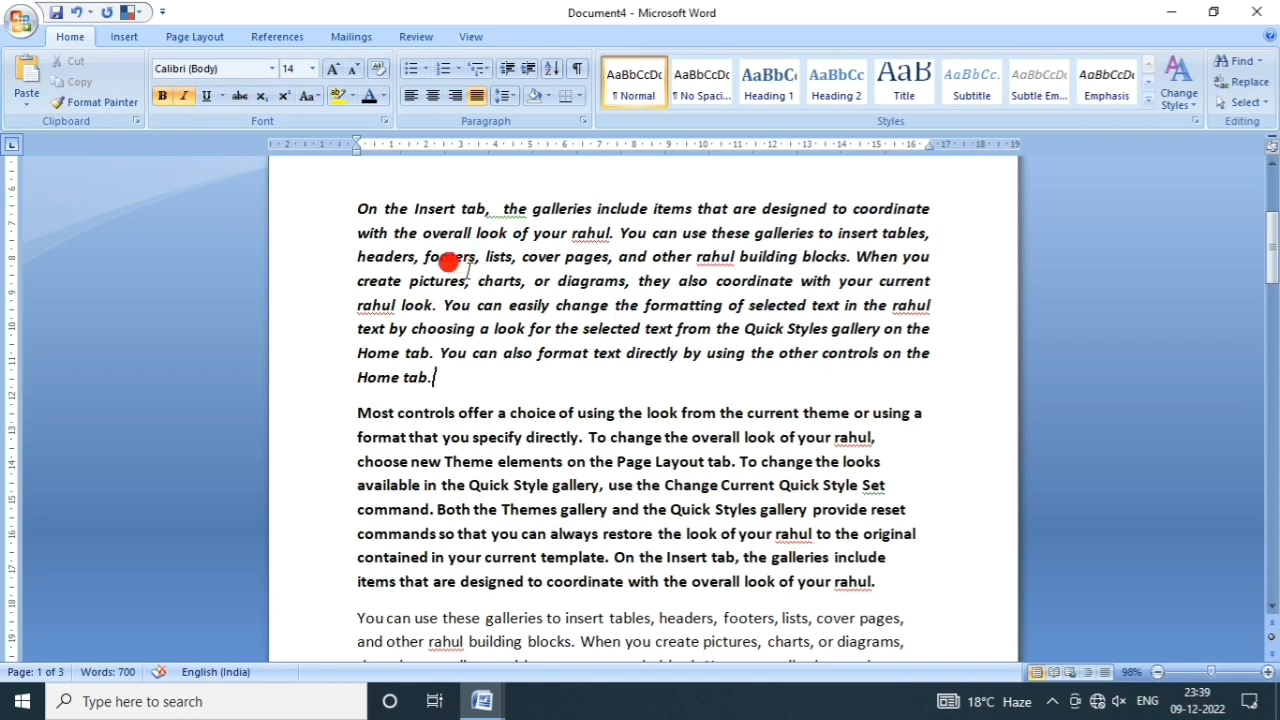 Document4 - Microsoft Word
Home Insert Page Layout References Mailings Review View
Paste Cut Copy Format Painter Clipboard
Calibri (Body) 14 Font
Paragraph
AaBbCcDc ¶ Normal AaBbCcDc ¶ No Spaci... AaBbC Heading 1 AaBbCc Heading 2 AaB Title AaBbCc. Subtitle AaBbCcDc Subtle Em... AaBbCcDc Emphasis Change Styles Styles
Find Replace Select Editing
On the Insert tab, the galleries include items that are designed to coordinate
with the overall look of your rahul. You can use these galleries to insert tables,
headers, footers, lists, cover pages, and other rahul building blocks. When you
create pictures, charts, or diagrams, they also coordinate with your current
rahul look. You can easily change the formatting of selected text in the rahul
text by choosing a look for the selected text from the Quick Styles gallery on the
Home tab. You can also format text directly by using the other controls on the
Home tab.
Most controls offer a choice of using the look from the current theme or using a
format that you specify directly. To change the overall look of your rahul,
choose new Theme elements on the Page Layout tab. To change the looks
available in the Quick Style gallery, use the Change Current Quick Style Set
command. Both the Themes gallery and the Quick Styles gallery provide reset
commands so that you can always restore the look of your rahul to the original
contained in your current template. On the Insert tab, the galleries include
items that are designed to coordinate with the overall look of your rahul.
You can use these galleries to insert tables, headers, footers, lists, cover pages,
and other rahul building blocks. When you create pictures, charts, or diagrams,
Page: 1 of 3 Words: 700 English (India) 98%
Type here to search 18°C Haze ENG 23:39
09-12-2022